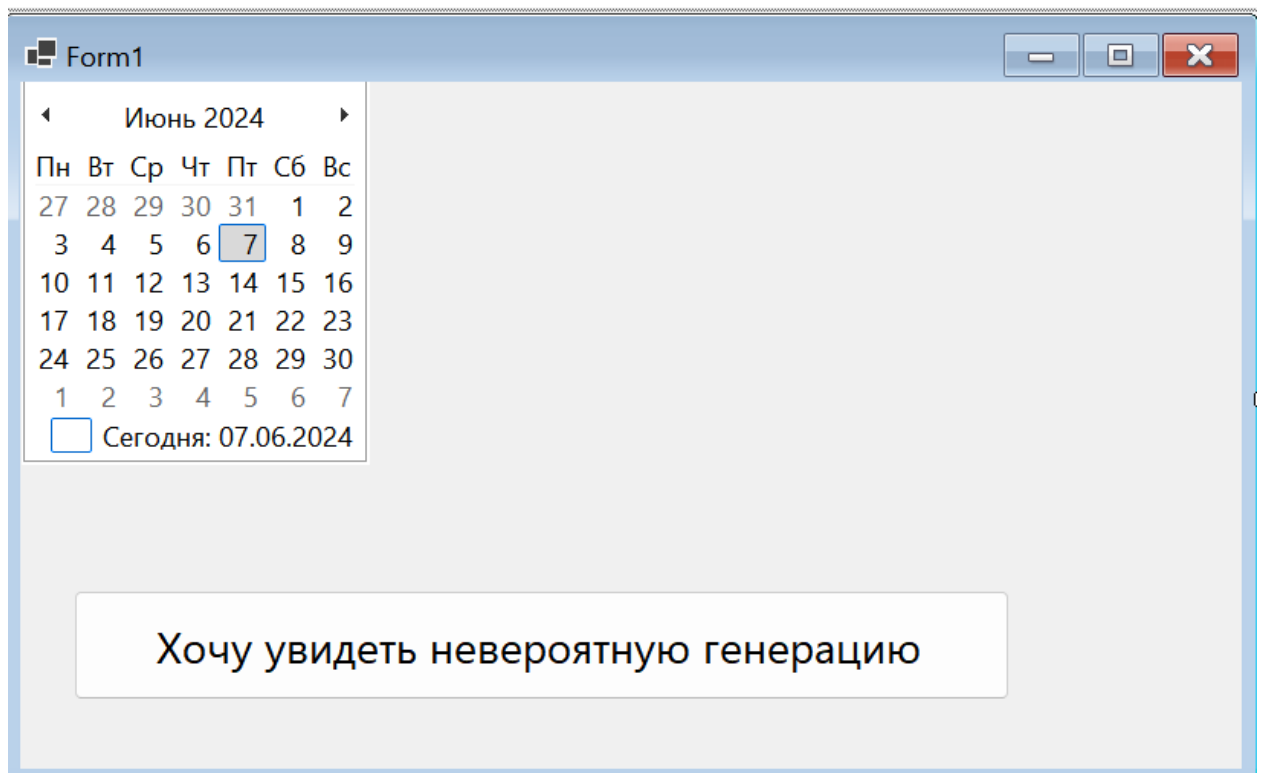 Form1
Июнь 2024
Пн Вт Ср Чт Пт Сб Вс
27 28 29 30 31 1 2
3 4 5 6 7 8 9
10 11 12 13 14 15 16
17 18 19 20 21 22 23
24 25 26 27 28 29 30
1 2 3 4 5 6 7
Сегодня: 07.06.2024
Хочу увидеть невероятную генерацию